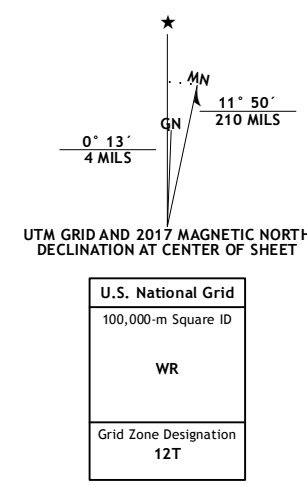 ★
MN
GN
11° 50´
210 MILS
0° 13´
4 MILS
UTM GRID AND 2017 MAGNETIC NORTH
DECLINATION AT CENTER OF SHEET
U.S. National Grid
100,000-m Square ID
WR
Grid Zone Designation
12T